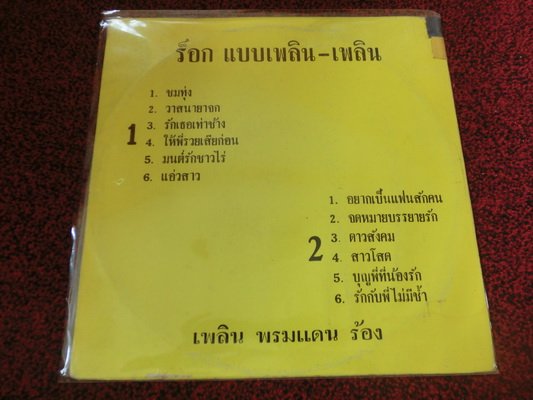 ร็อก แบบเพลิน-เพลิน
1
1. ชมทุ่ง
2. วาสนายาจก
3. รักเธอเท่าช้าง
4. ให้พี่รวยเสียก่อน
5. มนต์รักชาวไร่
6. แอ่วสาว
2
1. อยากเป็นแฟนสักคน
2. จดหมายบรรยายรัก
3. ดาวสังคม
4. สาวโสด
5. บุญพี่ที่น้องรัก
6. รักกับพี่ไม่มีช้ำ
เพลิน พรมแดน ร้อง